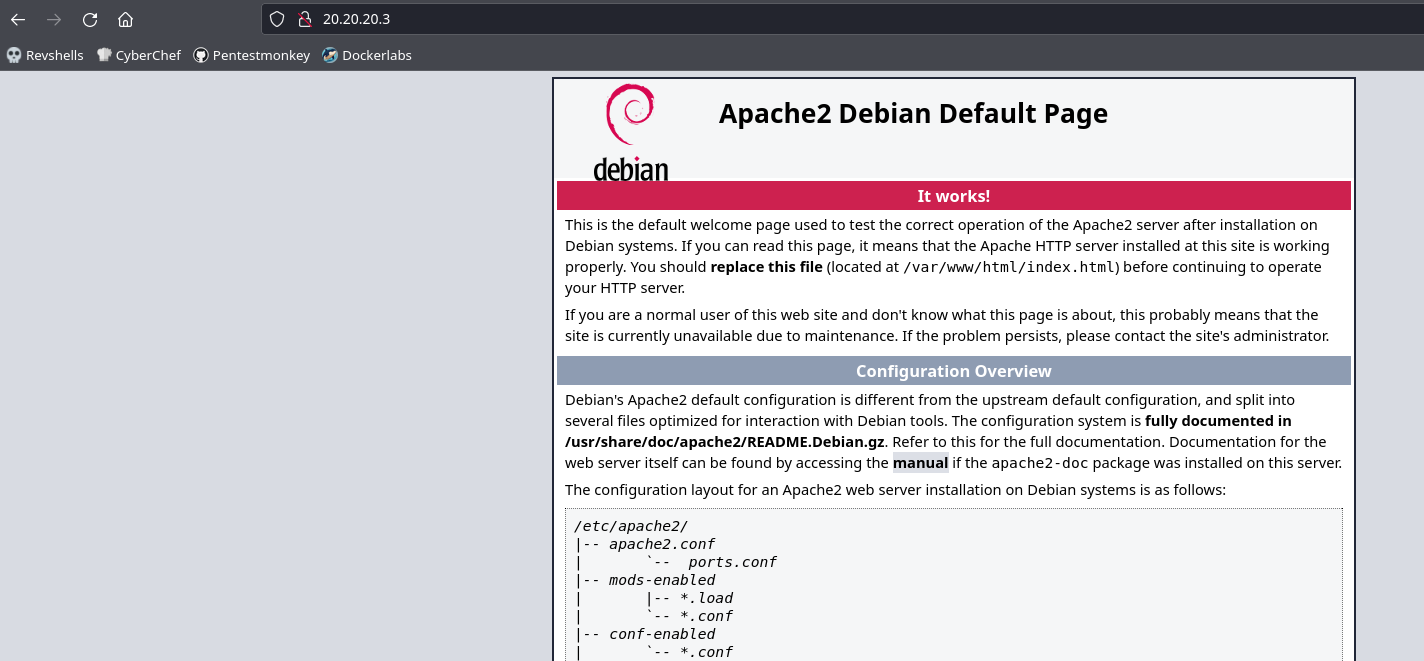 20.20.20.3
Revshells CyberChef Pentestmonkey Dockerlabs
debian
Apache2 Debian Default Page
It works!
This is the default welcome page used to test the correct operation of the Apache2 server after installation on
Debian systems. If you can read this page, it means that the Apache HTTP server installed at this site is working
properly. You should replace this file (located at /var/www/html/index.html) before continuing to operate
your HTTP server.
If you are a normal user of this web site and don't know what this page is about, this probably means that the
site is currently unavailable due to maintenance. If the problem persists, please contact the site's administrator.
Configuration Overview
Debian's Apache2 default configuration is different from the upstream default configuration, and split into
several files optimized for interaction with Debian tools. The configuration system is fully documented in
/usr/share/doc/apache2/README.Debian.gz. Refer to this for the full documentation. Documentation for the
web server itself can be found by accessing the manual if the apache2-doc package was installed on this server.
The configuration layout for an Apache2 web server installation on Debian systems is as follows:
/etc/apache2/
|-- apache2.conf
|       `--  ports.conf
|-- mods-enabled
|       |-- *.load
|       `-- *.conf
|-- conf-enabled
|       `-- *.conf